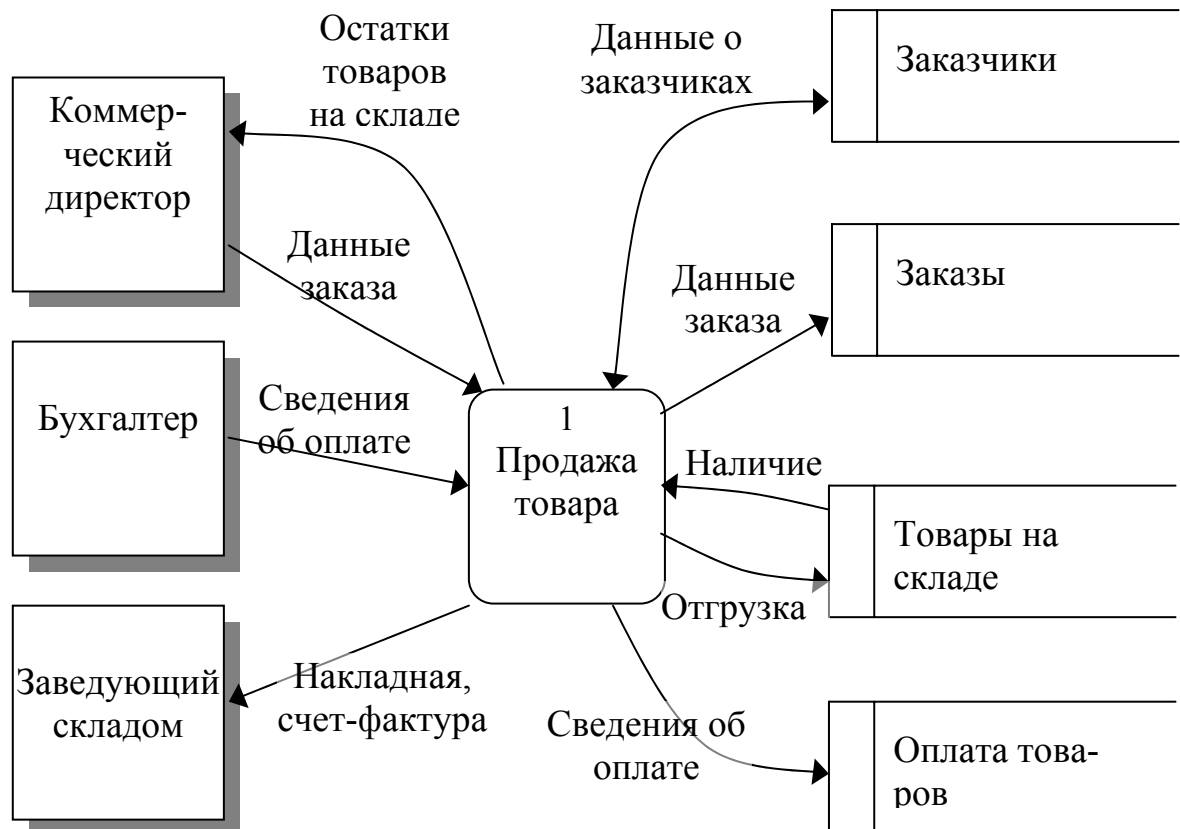 Остатки
товаров
на складе
Данные о
заказчиках
Заказчики
Коммер-
ческий
директор
Данные
заказа
Данные
заказа
Заказы
Бухгалтер
Сведения
об оплате
1
Продажа
товара
Наличие
Товары на
складе
Отгрузка
Заведующий
складом
Накладная,
счет-фактура
Сведения об
оплате
Оплата това-
ров